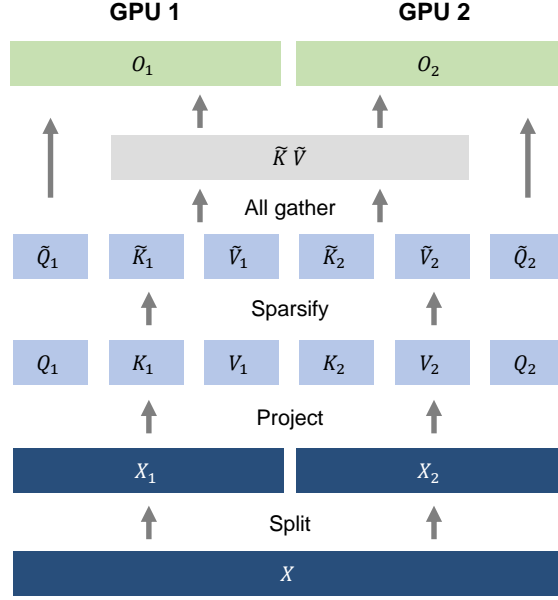 GPU 1 GPU 2
O₁ O₂
K̃ Ṽ
All gather
Q̃₁ K̃₁ Ṽ₁ K̃₂ Ṽ₂ Q̃₂
Sparsify
Q₁ K₁ V₁ K₂ V₂ Q₂
Project
X₁ X₂
Split
X